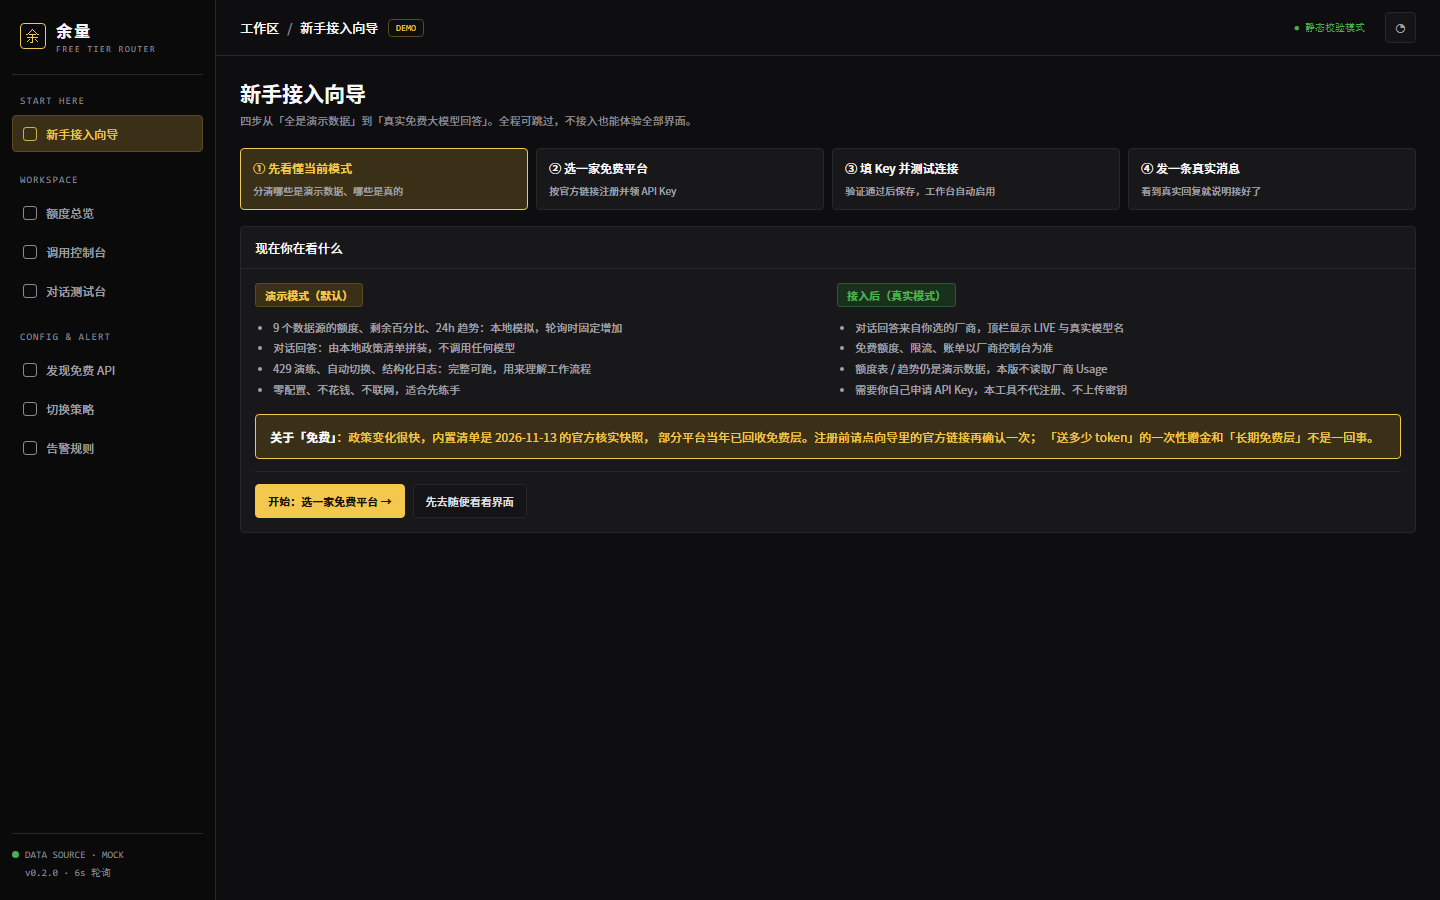 余
余量
FREE TIER ROUTER
START HERE
新手接入向导
WORKSPACE
额度总览
调用控制台
对话测试台
CONFIG & ALERT
发现免费 API
切换策略
告警规则
DATA SOURCE · MOCK
v0.2.0 · 6s 轮询
工作区 / 新手接入向导 DEMO
静态校验模式
新手接入向导
四步从「全是演示数据」到「真实免费大模型回答」。全程可跳过，不接入也能体验全部界面。
① 先看懂当前模式
分清哪些是演示数据、哪些是真的
② 选一家免费平台
按官方链接注册并领 API Key
③ 填 Key 并测试连接
验证通过后保存，工作台自动启用
④ 发一条真实消息
看到真实回复就说明接好了
现在你在看什么
演示模式（默认）
9 个数据源的额度、剩余百分比、24h 趋势：本地模拟，轮询时固定增加
对话回答：由本地政策清单拼装，不调用任何模型
429 演练、自动切换、结构化日志：完整可跑，用来理解工作流程
零配置、不花钱、不联网，适合先练手
接入后（真实模式）
对话回答来自你选的厂商，顶栏显示 LIVE 与真实模型名
免费额度、限流、账单以厂商控制台为准
额度表 / 趋势仍是演示数据，本版不读取厂商 Usage
需要你自己申请 API Key，本工具不代注册、不上传密钥
关于「免费」：政策变化很快，内置清单是 2026-11-13 的官方核实快照， 部分平台当年已回收免费层。注册前请点向导里的官方链接再确认一次； 「送多少 token」的一次性赠金和「长期免费层」不是一回事。
开始：选一家免费平台 →
先去随便看看界面